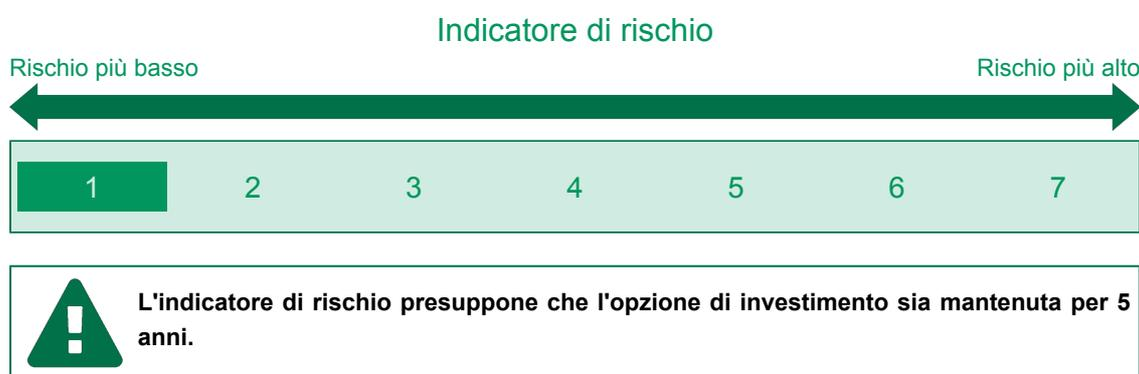 Indicatore di rischio
Rischio più basso Rischio più alto
1 2 3 4 5 6 7
L'indicatore di rischio presuppone che l'opzione di investimento sia mantenuta per 5
anni.